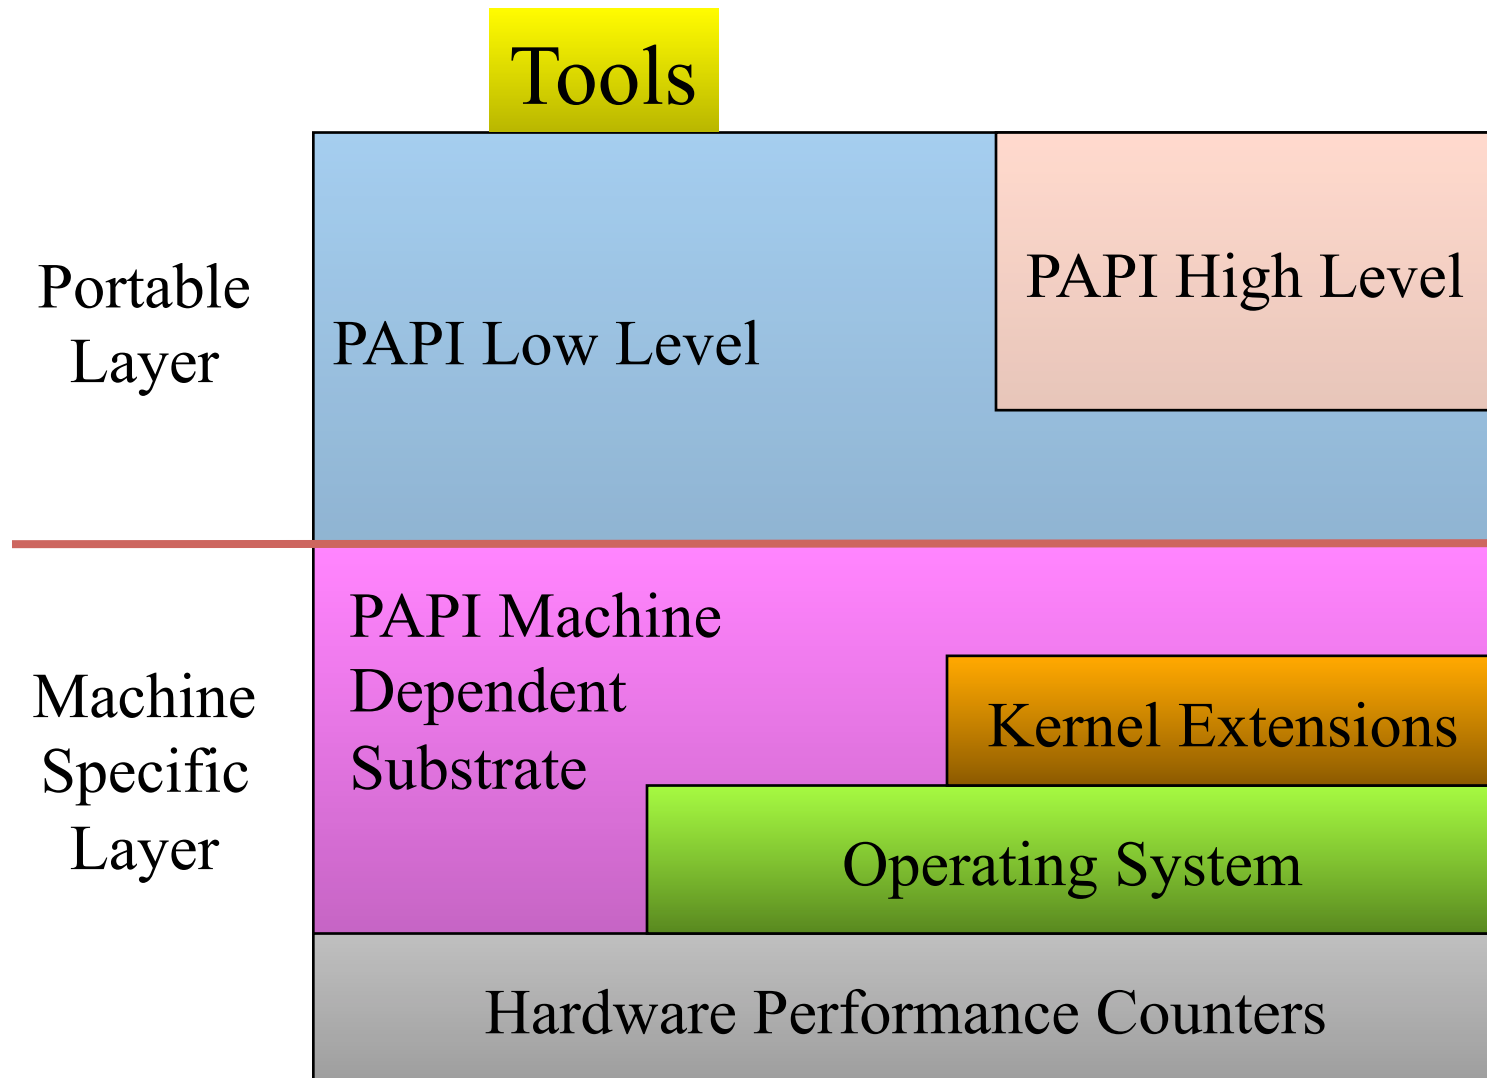 Tools
Portable
Layer
PAPI Low Level
PAPI High Level
Machine
Specific
Layer
PAPI Machine
Dependent
Substrate
Kernel Extensions
Operating System
Hardware Performance Counters